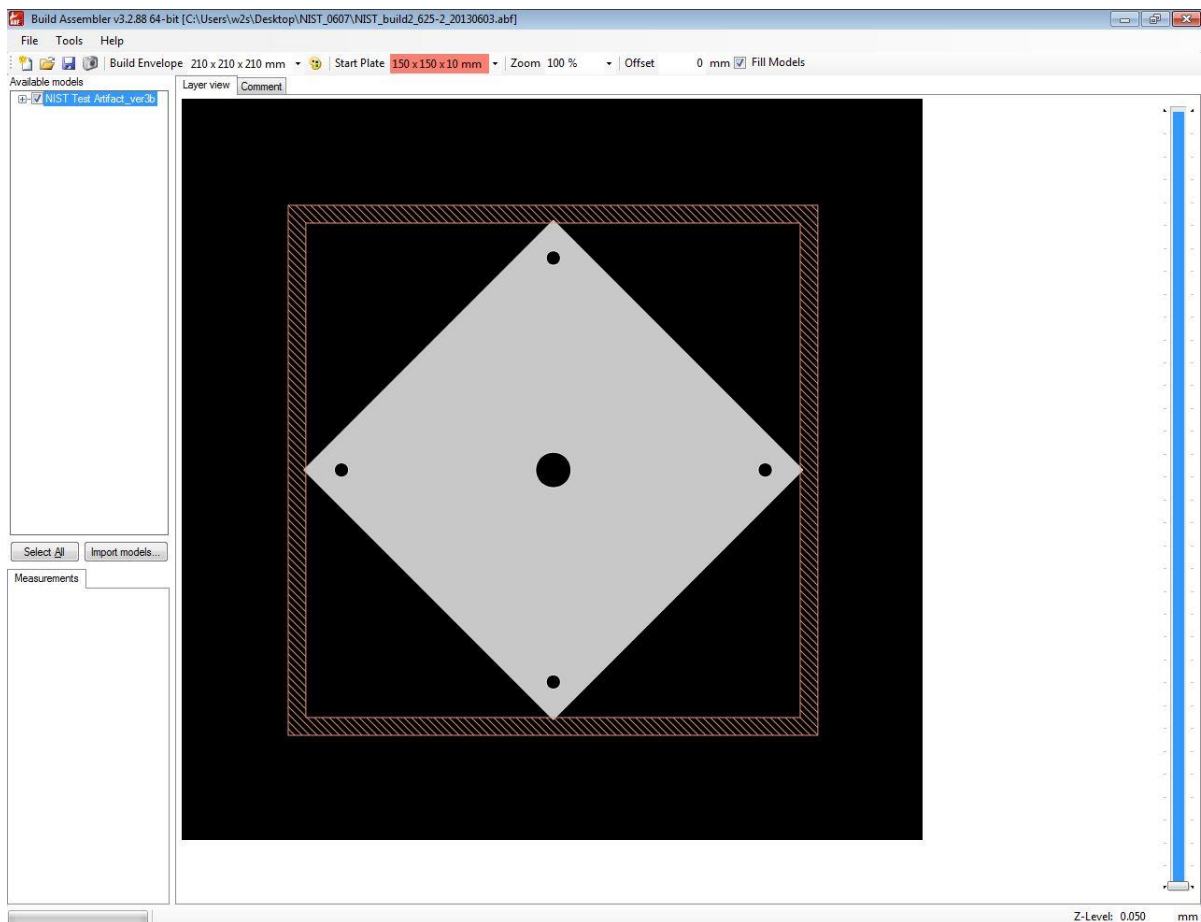 Build Assembler v3.2.88 64-bit [C:\Users\w2s\Desktop\NIST_0607\NIST_build2_625-2_20130603.abf]
File Tools Help
Build Envelope 210 x 210 x 210 mm Start Plate 150 x 150 x 10 mm Zoom 100 % Offset 0 mm Fill Models
Available models
NIST Test Artifact_ver3b
Layer view Comment
Select All Import models...
Measurements
Z-Level: 0.050 mm